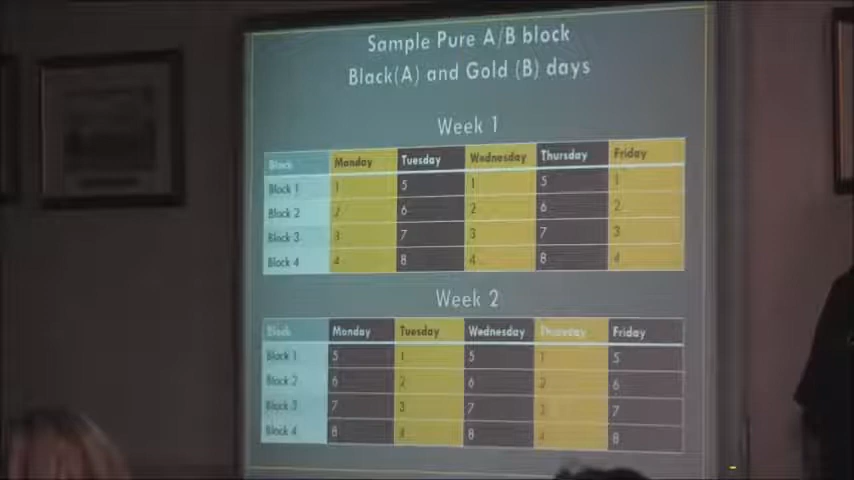 Sample Pure A/B block
Black(A) and Gold (B) days
Week 1
Block Monday Tuesday Wednesday Thursday Friday
Block 1 1 5 1 5 1
Block 2 2 6 2 6 2
Block 3 3 7 3 7 3
Block 4 4 8 4 8 4
Week 2
Block Monday Tuesday Wednesday Thursday Friday
Block 1 5 1 5 1 5
Block 2 6 2 6 2 6
Block 3 7 3 7 3 7
Block 4 8 4 8 4 8